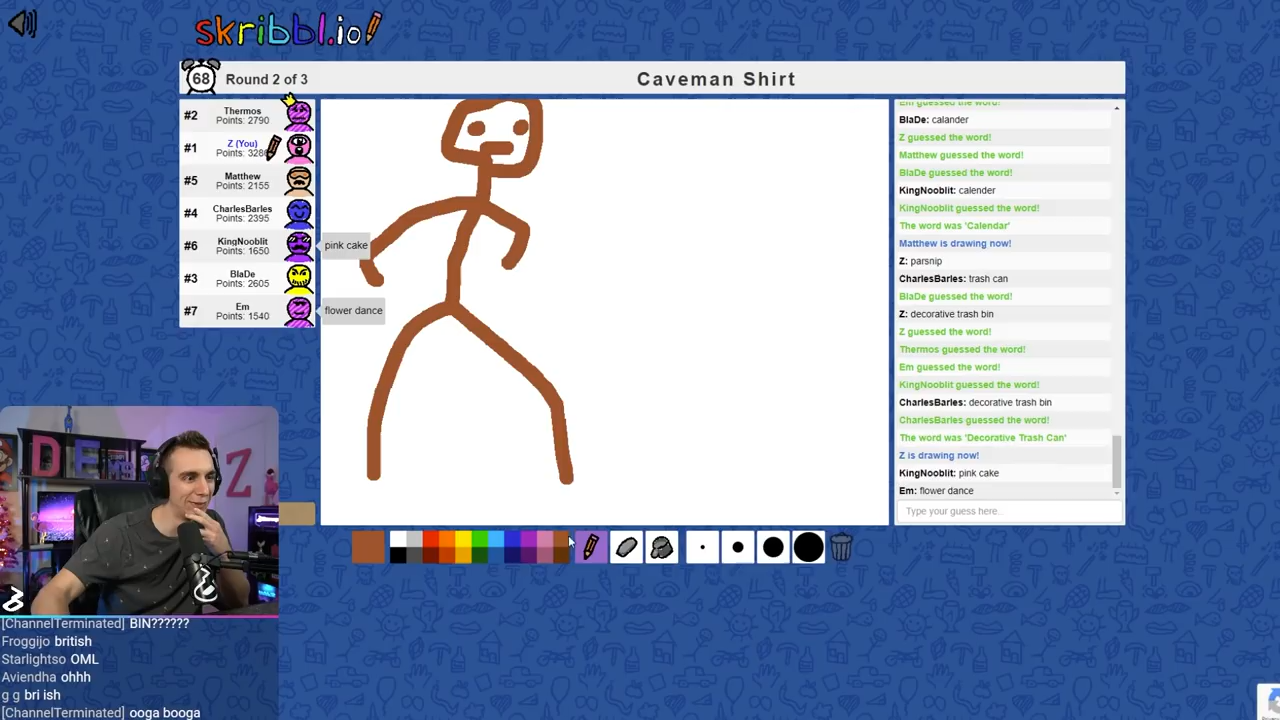 skribbl.io
68
Round 2 of 3
Caveman Shirt
#2
Thermos
Points: 2790
#1
Z (You)
#5
Matthew
Points: 2155
#4
CharlesBarles
Points: 2395
#6
KingNooblit
Points: 1650
pink cake
#3
BlaDe
Points: 2605
#7
Em
Points: 1540
flower dance
Em guessed the word!
BlaDe: calander
Z guessed the word!
Matthew guessed the word!
BlaDe guessed the word!
KingNooblit: calender
KingNooblit guessed the word!
The word was 'Calendar'
Matthew is drawing now!
Z: parsnip
CharlesBarles: trash can
BlaDe guessed the word!
Z: decorative trash bin
Z guessed the word!
Thermos guessed the word!
Em guessed the word!
KingNooblit guessed the word!
CharlesBarles: decorative trash bin
CharlesBarles guessed the word!
The word was 'Decorative Trash Can'
Z is drawing now!
KingNooblit: pink cake
Em: flower dance
Type your guess here..
DE
Z
[ChannelTerminated] BIN??????
Froggijo british
Starlightso OML
Aviendha ohhh
g g bri ish
[ChannelTerminated] ooga booga